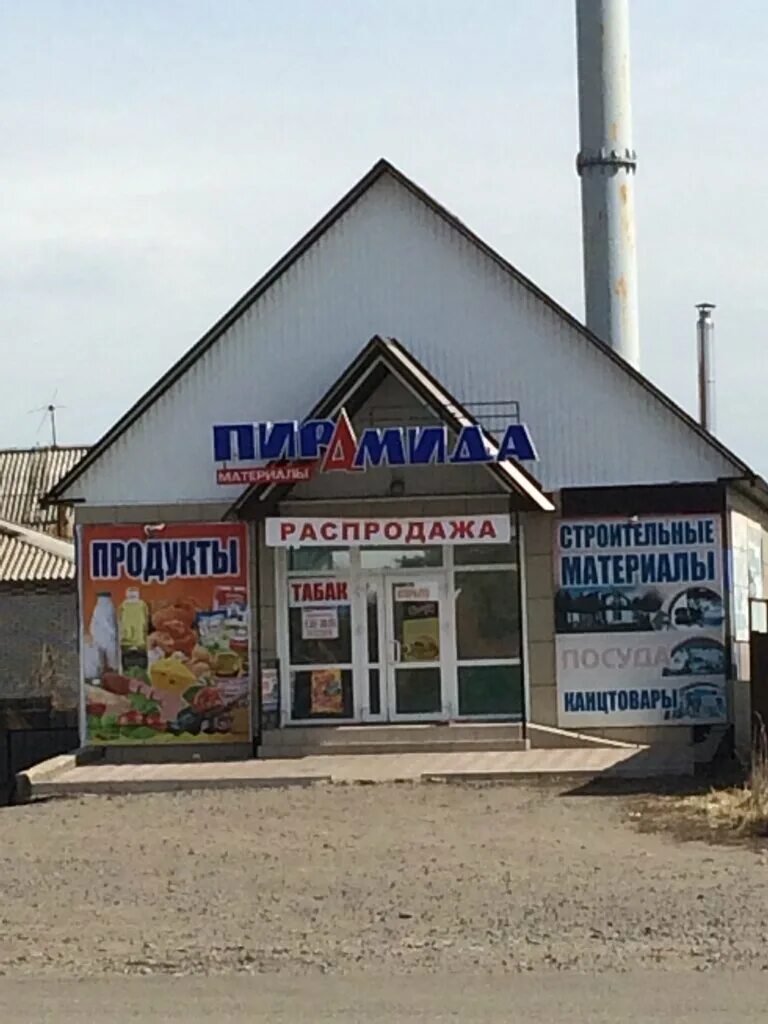 ПИРАМИДА
МАТЕРИАЛЫ
РАСПРОДАЖА
ПРОДУКТЫ
ТАБАК
СТРОИТЕЛЬНЫЕ
МАТЕРИАЛЫ
ПОСУДА
КАНЦТОВАРЫ